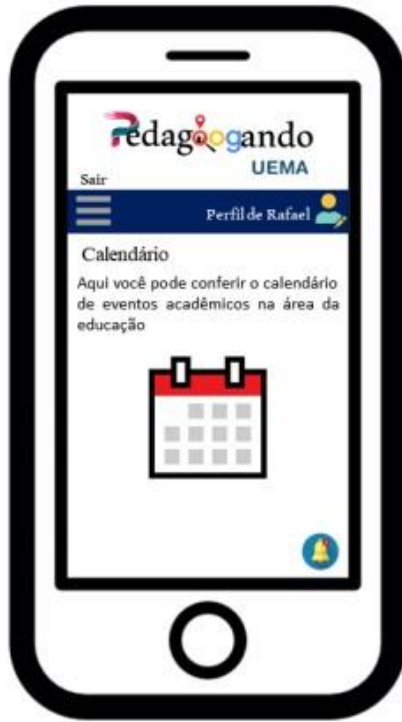 Pedagoogando
UEMA
Sair
Perfil de Rafael
Calendário
Aqui você pode conferir o calendário
de eventos acadêmicos na área da
educação